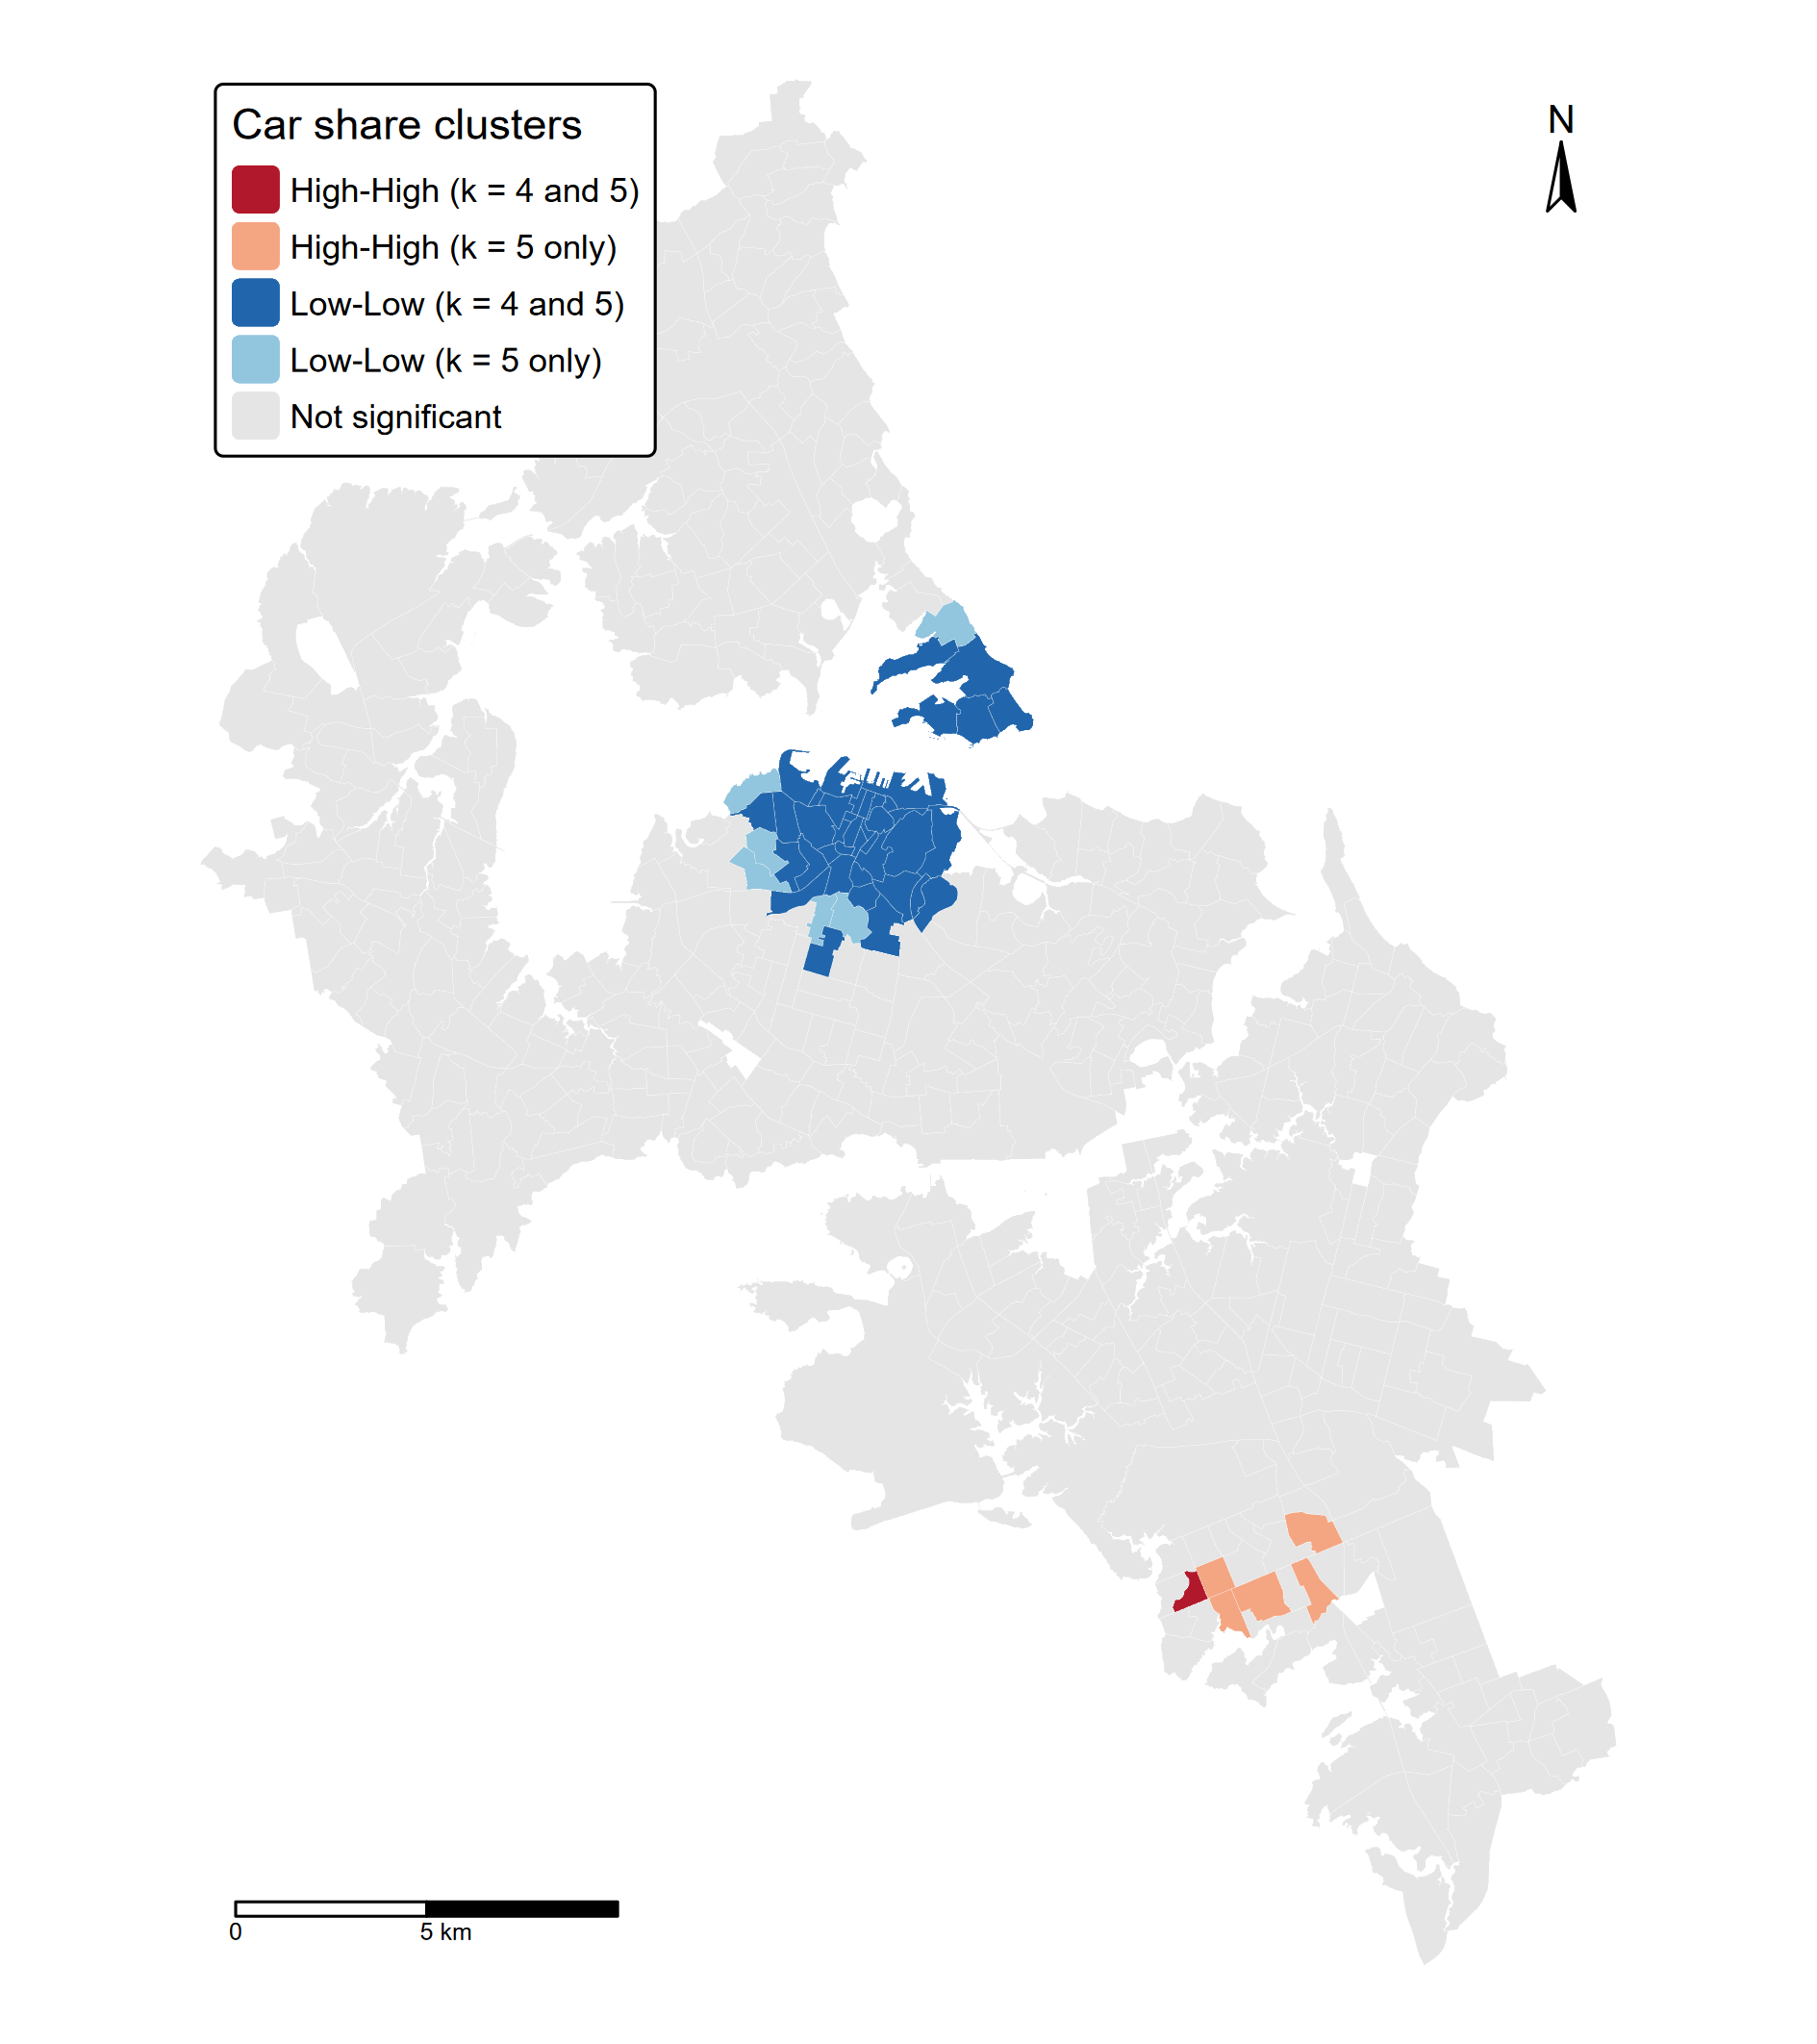 Car share clusters
High-High (k = 4 and 5)
High-High (k = 5 only)
Low-Low (k = 4 and 5)
Low-Low (k = 5 only)
Not significant
N
0 5 km